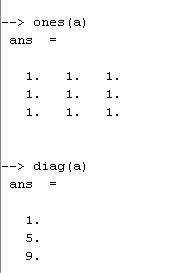 --> ones(a)
ans  =

   1.   1.   1.
   1.   1.   1.
   1.   1.   1.

--> diag(a)
ans  =

   1.
   5.
   9.